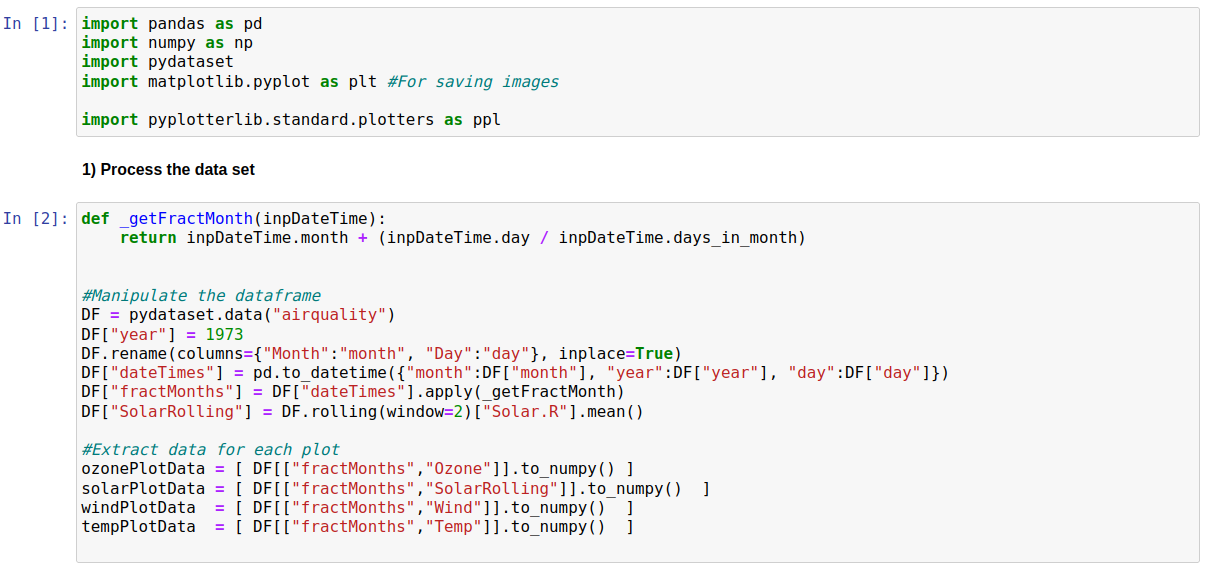 In [1]: import pandas as pd
import numpy as np
import pydataset
import matplotlib.pyplot as plt #For saving images
import pyplotterlib.standard.plotters as ppl
1) Process the data set
In [2]: def _getFractMonth(inpDateTime):
    return inpDateTime.month + (inpDateTime.day / inpDateTime.days_in_month)
#Manipulate the dataframe
DF = pydataset.data("airquality")
DF["year"] = 1973
DF.rename(columns={"Month":"month", "Day":"day"}, inplace=True)
DF["dateTimes"] = pd.to_datetime({"month":DF["month"], "year":DF["year"], "day":DF["day"]})
DF["fractMonths"] = DF["dateTimes"].apply(_getFractMonth)
DF["SolarRolling"] = DF.rolling(window=2)["Solar.R"].mean()
#Extract data for each plot
ozonePlotData = [ DF[["fractMonths","Ozone"]].to_numpy() ]
solarPlotData = [ DF[["fractMonths","SolarRolling"]].to_numpy()  ]
windPlotData  = [ DF[["fractMonths","Wind"]].to_numpy()  ]
tempPlotData  = [ DF[["fractMonths","Temp"]].to_numpy()  ]